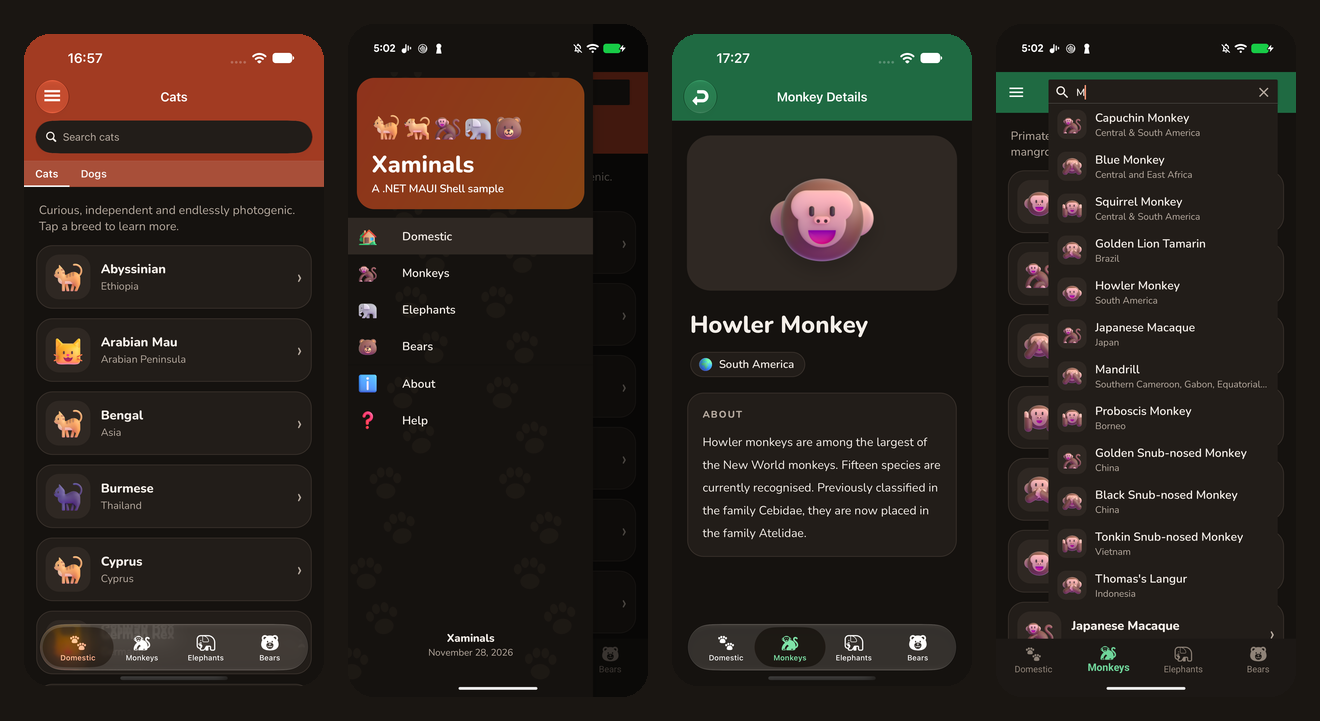 16:57
Cats
Search cats
Cats
Dogs
Curious, independent and endlessly photogenic.
Tap a breed to learn more.
Abyssinian
Ethiopia
Arabian Mau
Arabian Peninsula
Bengal
Asia
Burmese
Thailand
Cyprus
Cyprus
Domestic
Monkeys
Elephants
Bears
5:02
Xaminals
A .NET MAUI Shell sample
Domestic
Monkeys
Elephants
Bears
About
Help
Xaminals
November 28, 2026
enic.
Bears
17:27
Monkey Details
Howler Monkey
South America
ABOUT
Howler monkeys are among the largest of
the New World monkeys. Fifteen species are
currently recognised. Previously classified in
the family Cebidae, they are now placed in
the family Atelidae.
Domestic
Monkeys
Elephants
Bears
5:02
M
Primate
mangro
Capuchin Monkey
Central & South America
Blue Monkey
Central and East Africa
Squirrel Monkey
Central & South America
Golden Lion Tamarin
Brazil
Howler Monkey
South America
Japanese Macaque
Japan
Mandrill
Southern Cameroon, Gabon, Equatorial...
Proboscis Monkey
Borneo
Golden Snub-nosed Monkey
China
Black Snub-nosed Monkey
China
Tonkin Snub-nosed Monkey
Vietnam
Thomas's Langur
Indonesia
Japanese Macaque
Domestic
Monkeys
Elephants
Bears